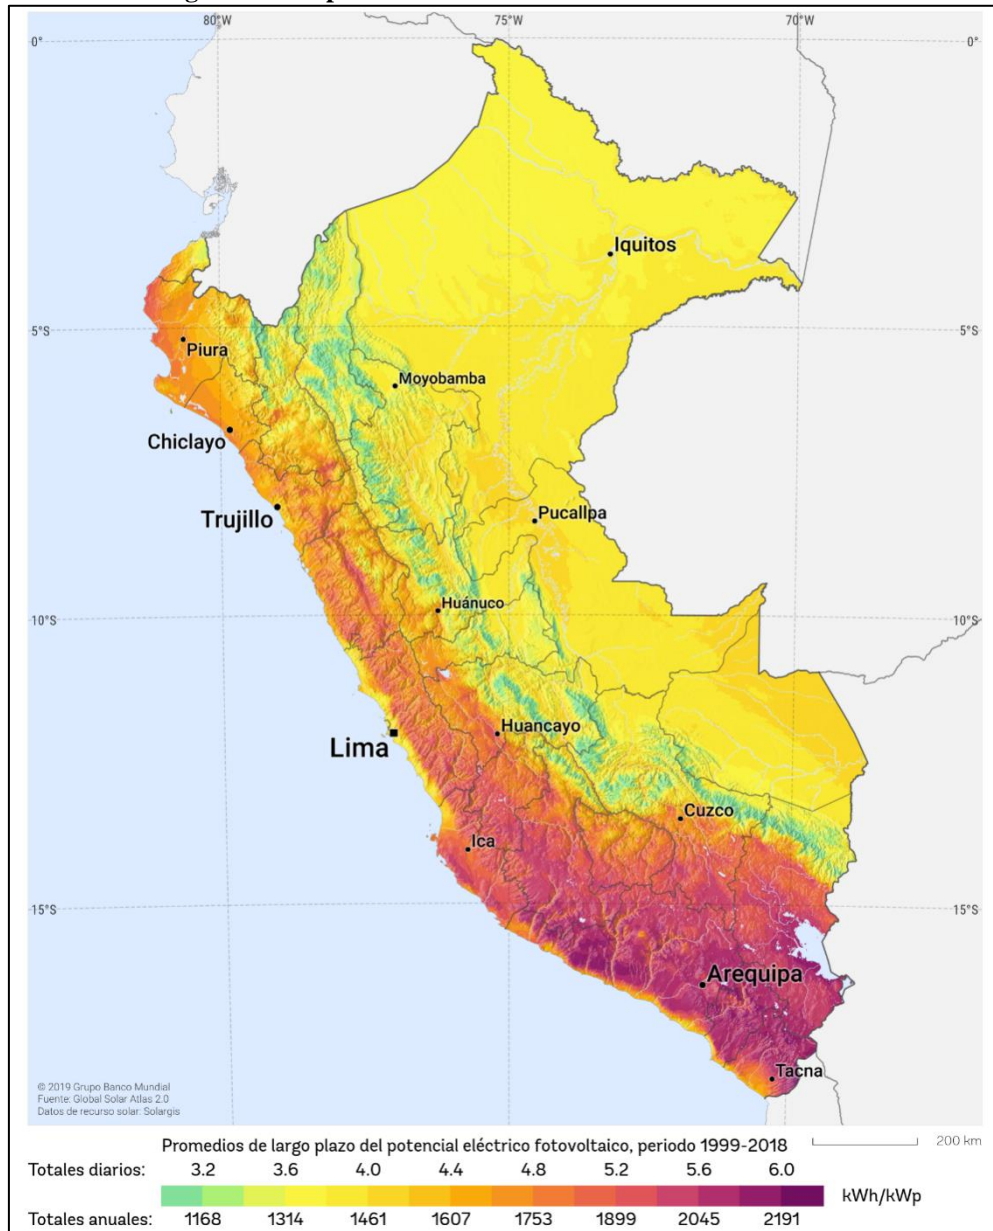 80°W 75°W 70°W
0° 0°
Iquitos
5°S 5°S
Piura
Moyobamba
Chiclayo
Trujillo
Pucallpa
Huánuco
10°S 10°S
Huancayo
Lima
Cuzco
Ica
15°S 15°S
Arequipa
Tacna
© 2019 Grupo Banco Mundial
Fuente: Global Solar Atlas 2.0
Datos de recurso solar: Solargis
Promedios de largo plazo del potencial eléctrico fotovoltaico, periodo 1999-2018
200 km
Totales diarios: 3.2 3.6 4.0 4.4 4.8 5.2 5.6 6.0
kWh/kWp
Totales anuales: 1168 1314 1461 1607 1753 1899 2045 2191